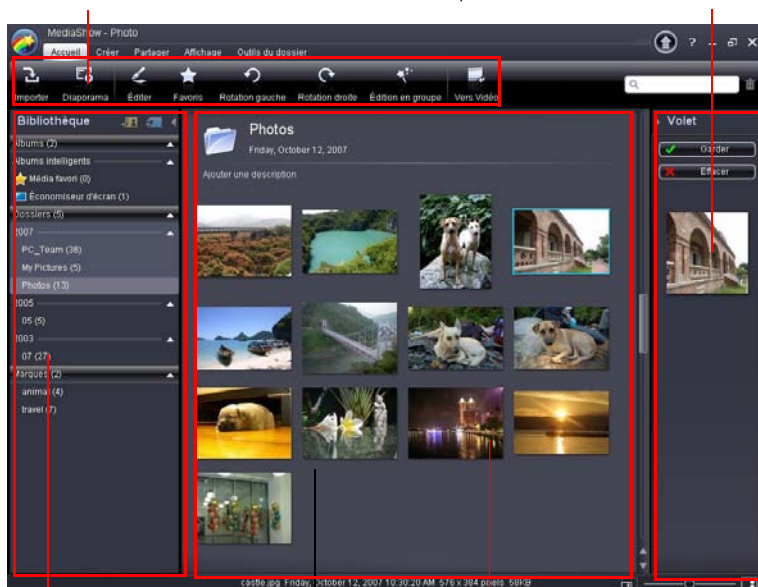 MediaShow - Photo
Accueil Créer Partager Affichage Outils du dossier
Importer Diaporama Éditer Favoris Rotation gauche Rotation droite Édition en groupe Vers Vidéo
Bibliothèque
Albums (2)
Albums intelligents
Média favori (0)
Économiseur d'écran (1)
Dossiers (5)
2007
PC_Team (38)
My Pictures (5)
Photos (13)
2005
05 (5)
2003
07 (27)
Marques (2)
animal (4)
travel (7)
Photos
Friday, October 12, 2007
Ajouter une description
Volet
Garder
Effacer
castle.jpg Friday, October 12, 2007 10:30:20 AM 576 x 384 pixels 58KB